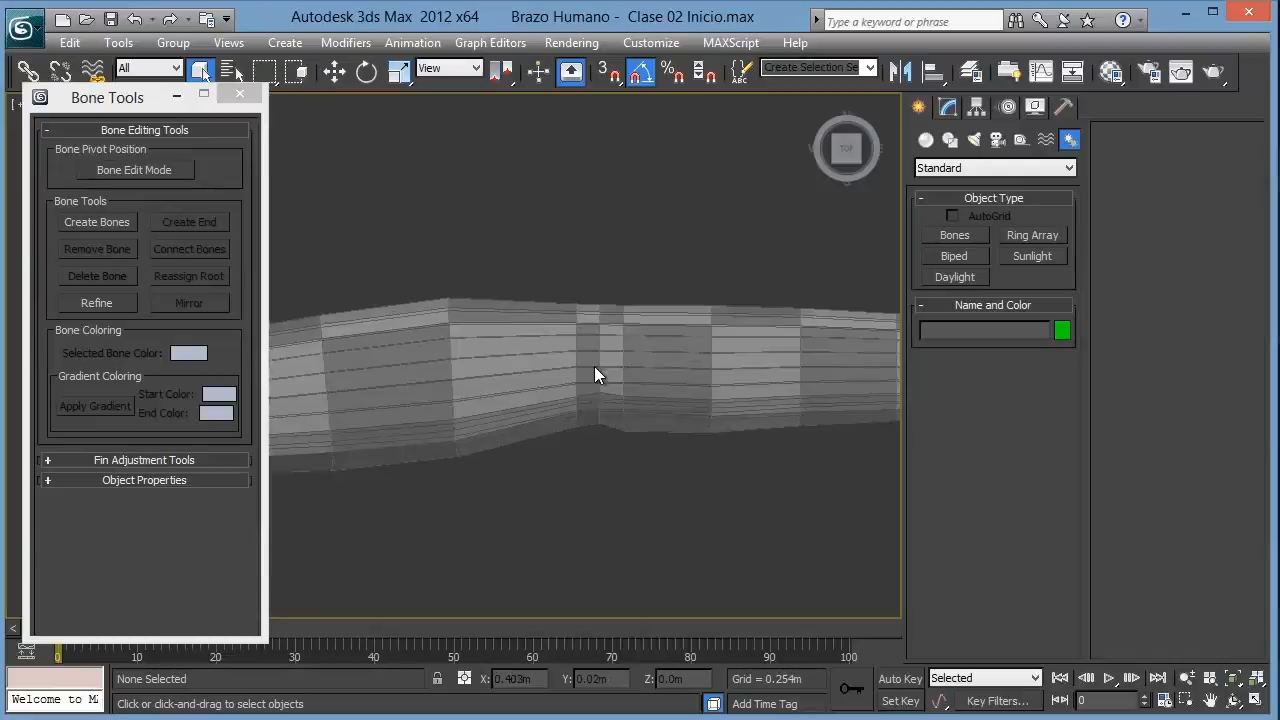 Autodesk 3ds Max 2012 x64 Brazo Humano - Clase 02 Inicio.max
Type a keyword or phrase
Edit Tools Group Views Create Modifiers Animation Graph Editors Rendering Customize MAXScript Help
All
View
3
Create Selection Se
Bone Tools
Bone Editing Tools
Bone Pivot Position
Bone Edit Mode
Bone Tools
Create Bones Create End
Remove Bone Connect Bones
Delete Bone Reassign Root
Refine Mirror
Bone Coloring
Selected Bone Color:
Gradient Coloring
Start Color:
Apply Gradient
End Color:
+ Fin Adjustment Tools
+ Object Properties
TOP
Standard
- Object Type
AutoGrid
Bones Ring Array
Biped Sunlight
Daylight
- Name and Color
0 10 20 30 40 50 60 70 80 90 100
None Selected
X: 0.403m Y: 0.02m Z: 0.0m
Grid = 0.254m
Auto Key
Selected
Welcome to M
Click or click-and-drag to select objects
Add Time Tag
Set Key
Key Filters...
0